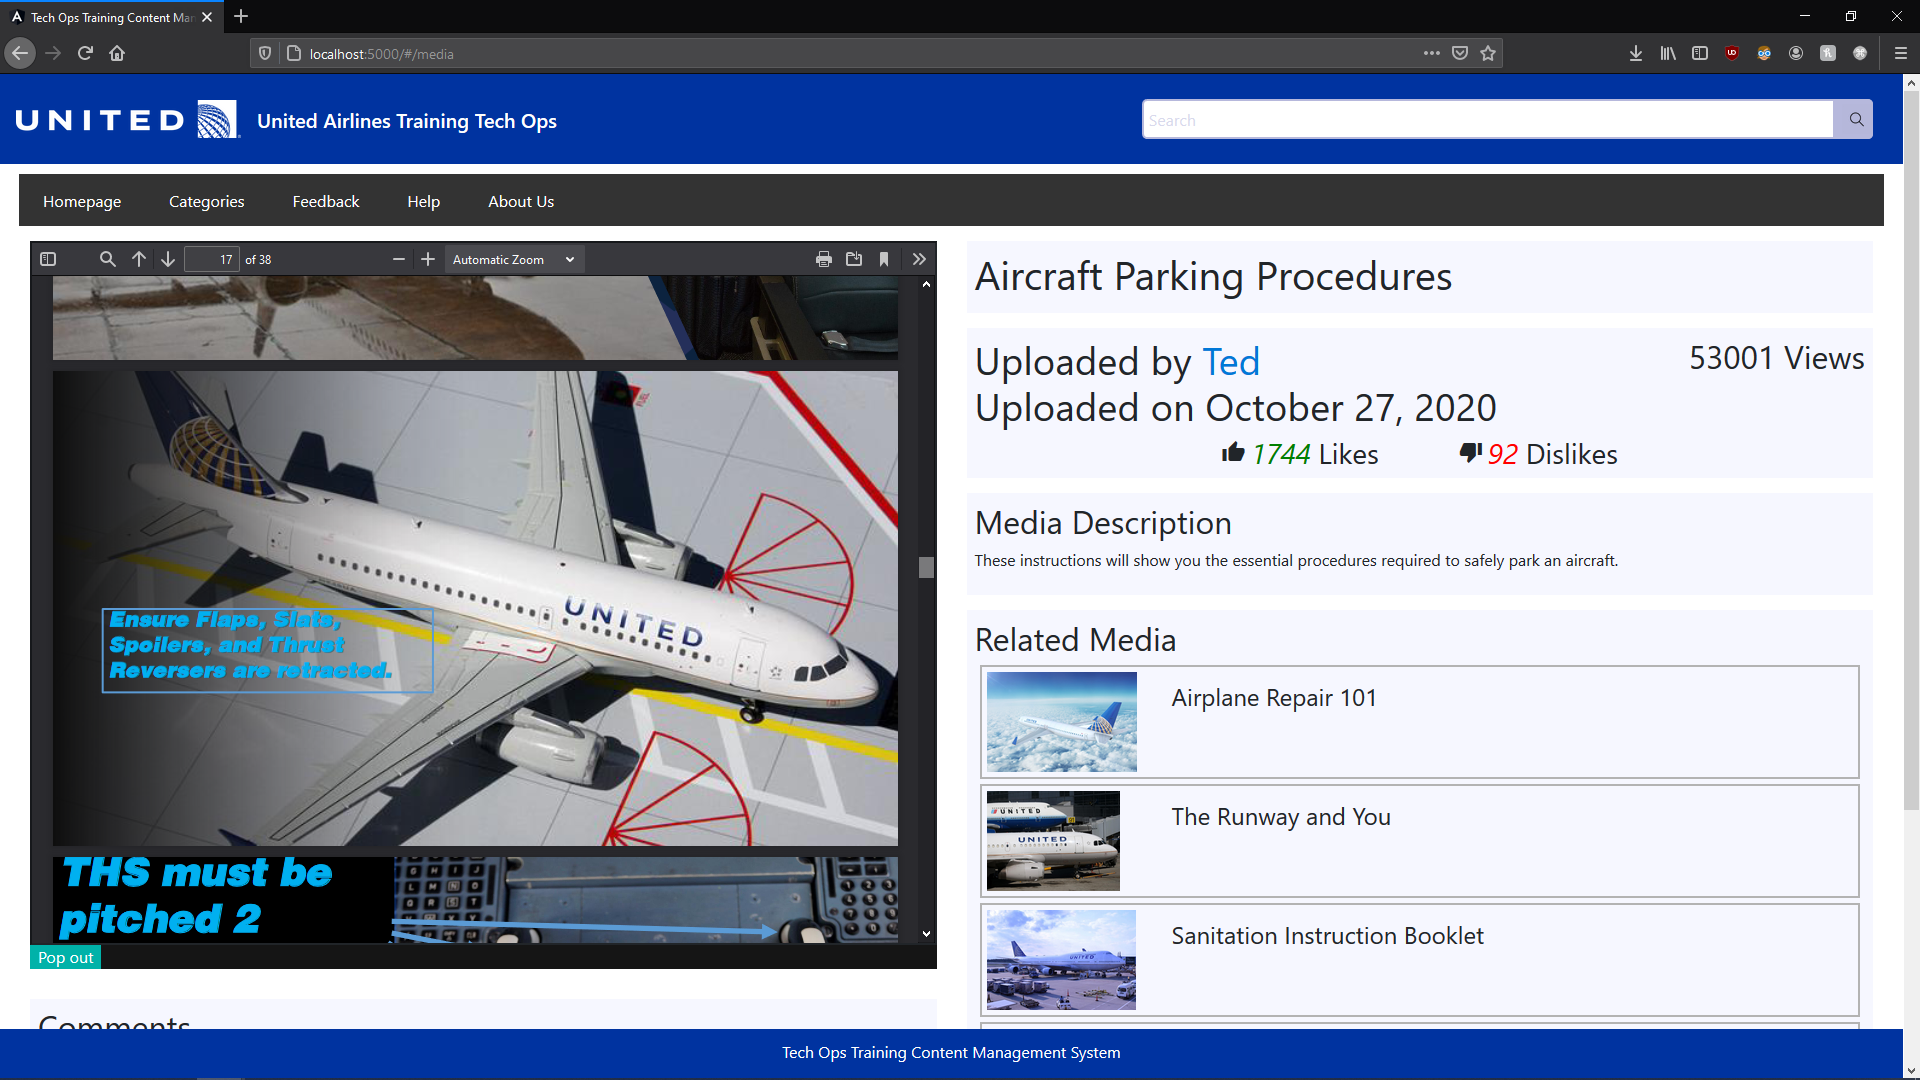 Tech Ops Training Content Man
localhost:5000/#/media
UNITED
United Airlines Training Tech Ops
Search
Homepage
Categories
Feedback
Help
About Us
17 of 38
Automatic Zoom
Ensure Flaps, Slats,
Spoilers, and Thrust
Reversers are retracted.
UNITED
THS must be
pitched 2
Pop out
Comments
Aircraft Parking Procedures
Uploaded by Ted
53001 Views
Uploaded on October 27, 2020
1744 Likes
92 Dislikes
Media Description
These instructions will show you the essential procedures required to safely park an aircraft.
Related Media
Airplane Repair 101
The Runway and You
UNITED
UNITED
Sanitation Instruction Booklet
UNITED
Tech Ops Training Content Management System